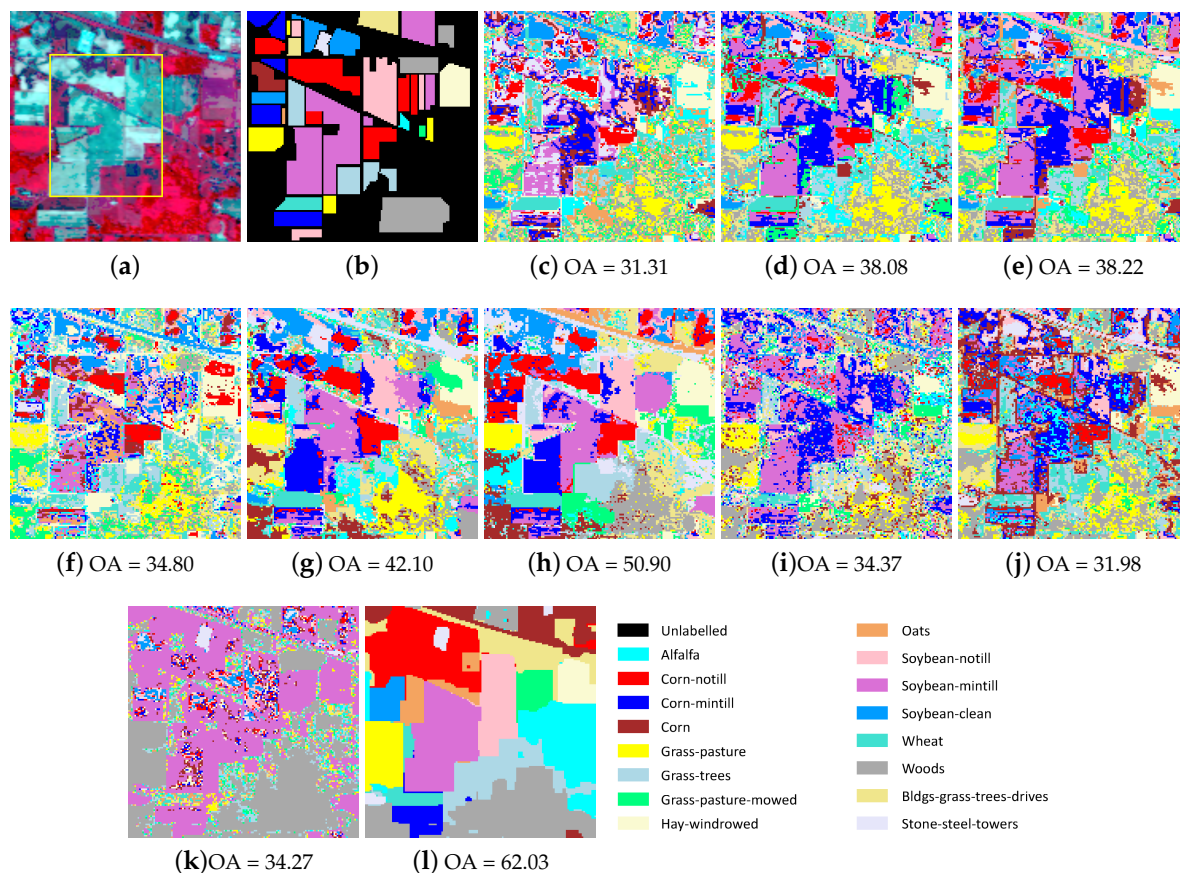 (a) (b) (c) OA = 31.31 (d) OA = 38.08 (e) OA = 38.22
(f) OA = 34.80 (g) OA = 42.10 (h) OA = 50.90 (i)OA = 34.37 (j) OA = 31.98
Unlabelled
Alfalfa
Corn-notill
Corn-mintill
Corn
Grass-pasture
Grass-trees
Grass-pasture-mowed
Hay-windrowed
Oats
Soybean-notill
Soybean-mintill
Soybean-clean
Wheat
Woods
Bldgs-grass-trees-drives
Stone-steel-towers
(k)OA = 34.27 (l) OA = 62.03